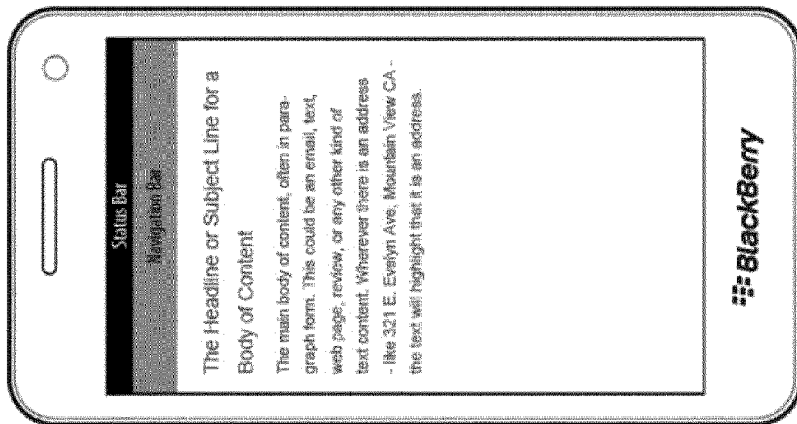 Status Bar
Navigation Bar
The Headline or Subject Line for a
Body of Content
The main body of content, often in para-
graph form. This could be an email, text,
web page, review, or any other kind of
text content. Wherever there is an address
- like 321 E. Evelyn Ave, Mountain View CA -
the text will highlight that it is an address.
BlackBerry